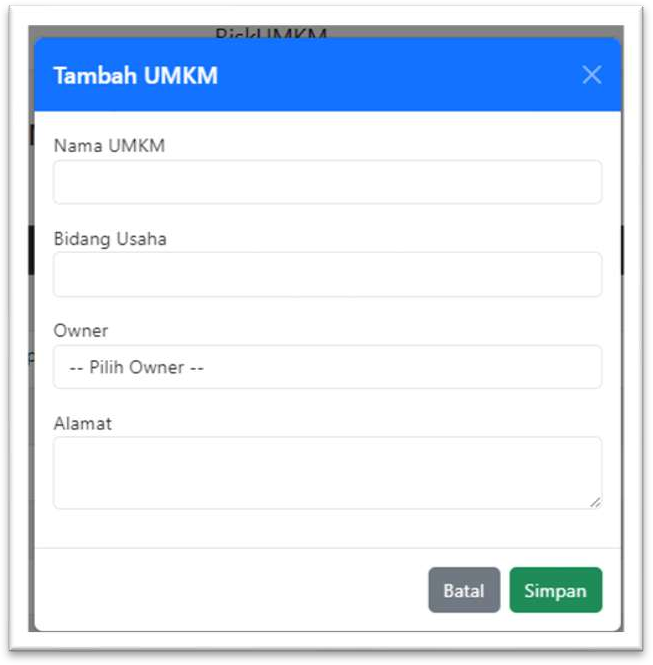 Tambah UMKM
Nama UMKM
Bidang Usaha
Owner
-- Pilih Owner --
Alamat
Batal
Simpan